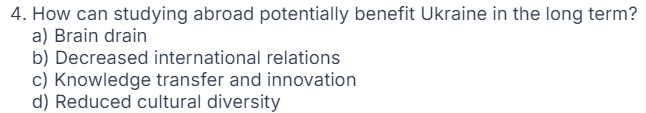 4. How can studying abroad potentially benefit Ukraine in the long term?
a) Brain drain
b) Decreased international relations
c) Knowledge transfer and innovation
d) Reduced cultural diversity